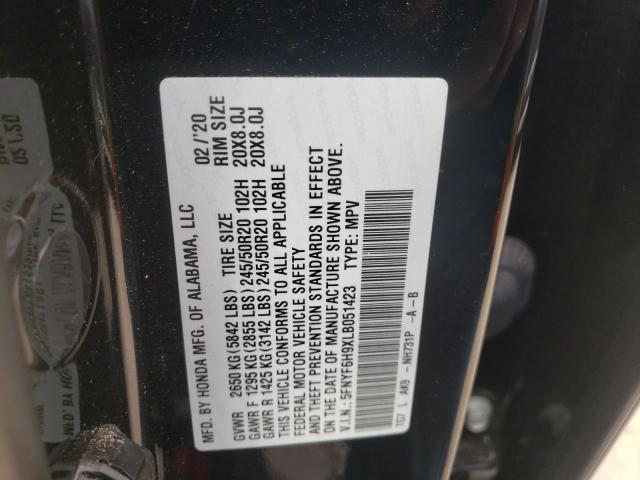 MFD. BY HONDA MFG. OF ALABAMA, LLC 02 /'20
GVWR 2650 KG (5842 LBS) TIRE SIZE RIM SIZE
GAWR F 1295 KG (2855 LBS) 245/50R20 102H 20X8.0J
GAWR R 1425 KG (3142 LBS) 245/50R20 102H 20X8.0J
THIS VEHICLE CONFORMS TO ALL APPLICABLE
FEDERAL MOTOR VEHICLE SAFETY
AND THEFT PREVENTION STANDARDS IN EFFECT
ON THE DATE OF MANUFACTURE SHOWN ABOVE.
V.I.N.: 5FNYF6H9XLB051423 TYPE: MPV
TG7 L AK9 - NH731P -A -B